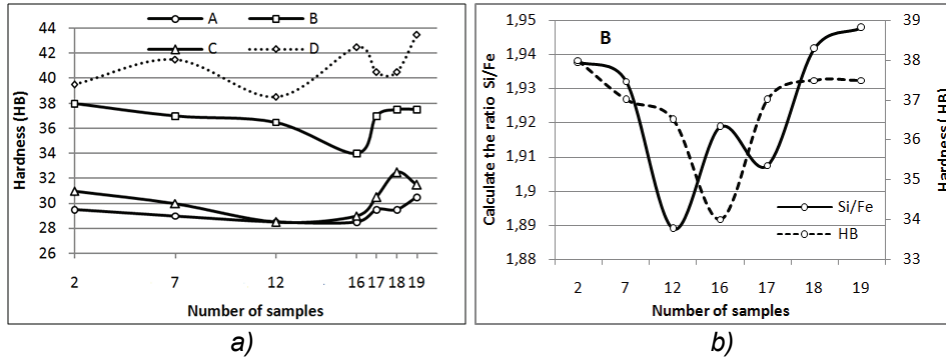 A B
C D
44
42
40
38
36
34
32
30
28
26
2 7 12 16 17 18 19
Hardness (HB)
Number of samples
a)
B
1,95
1,94
1,93
1,92
1,91
1,9
1,89
1,88
39
38
37
36
35
34
33
Calculate the ratio Si/Fe
Hardness (HB)
Si/Fe
HB
2 7 12 16 17 18 19
Number of samples
b)